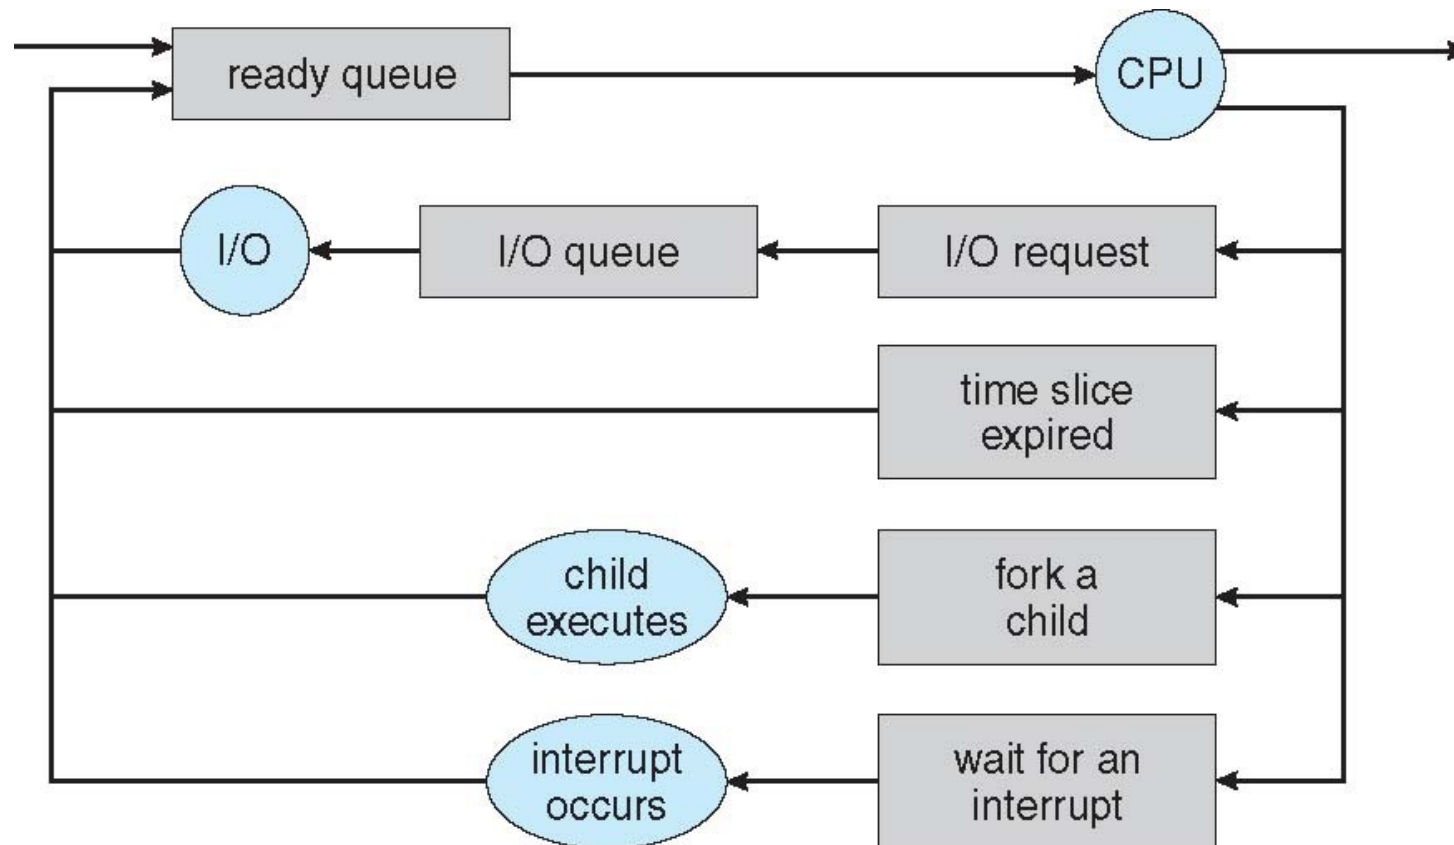 ready queue
CPU
I/O
I/O queue
I/O request
time slice
expired
child
executes
fork a
child
interrupt
occurs
wait for an
interrupt